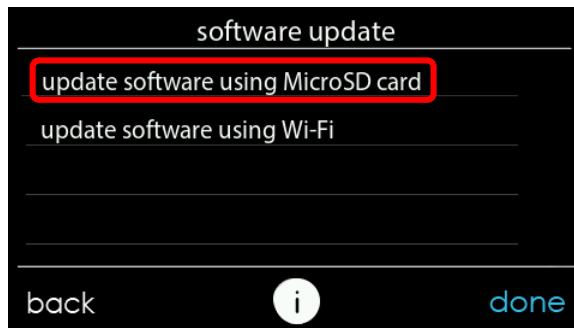 software update
update software using MicroSD card
update software using Wi-Fi
back i done